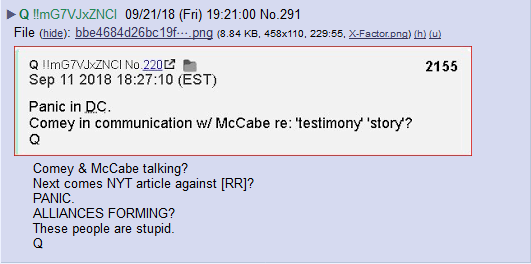 Q !!mG7VJxZNCI 09/21/18 (Fri) 19:21:00 No.291
File (hide): bbe4684d26bc19f⋯.png (8.84 KB, 458x110, 229:55, X-Factor.png) (h) (u)
Q !!mG7VJxZNCI No.220
2155
Sep 11 2018 18:27:10 (EST)
Panic in DC.
Comey in communication w/ McCabe re: 'testimony' 'story'?
Q
Comey & McCabe talking?
Next comes NYT article against [RR]?
PANIC.
ALLIANCES FORMING?
These people are stupid.
Q